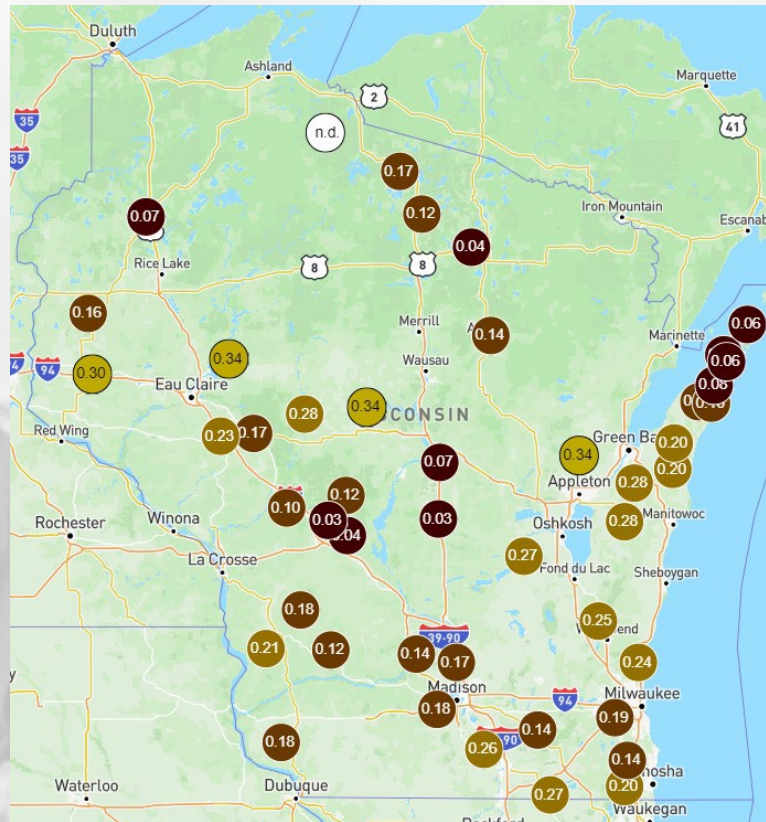 Duluth
Ashland
Marquette
2
n.d.
35
41
35
0.17
Iron Mountain
0.07
0.12
Escanab
0.04
Rice Lake
8
8
0.16
0.06
Merrill
0.14
Marinette
0.34
0.06
94
0.30
Wausau
0.08
Eau Claire
0.34
0.28
CONSIN
Red Wing
0.23
0.17
0.20
Green Ba
0.34
0.07
0.20
Appleton
0.28
0.12
0.10
0.03
0.03
0.28
Manitowoc
Rochester
Winona
0.04
Oshkosh
0.27
La Crosse
Fond du Lac
Sheboygan
0.18
0.25
39-90
0.21
0.12
0.14
0.17
0.24
Madison
94
Milwaukee
0.18
0.19
0.14
0.18
0.26
90
0.14
Waterloo
Dubuque
0.27
0.20
Waukegan